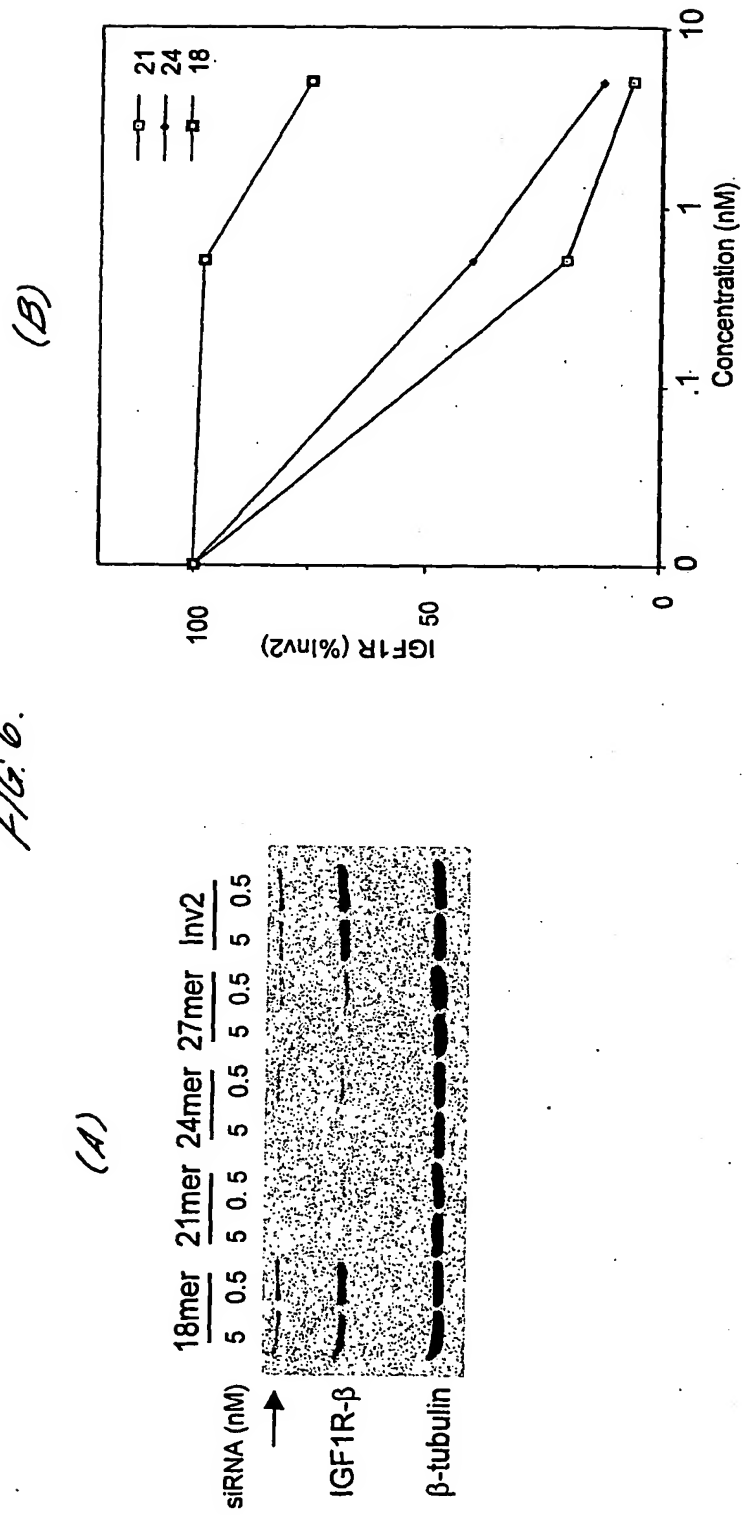 FIG. 6.
(A)
18mer 21mer 24mer 27mer Inv2
siRNA (nM) 5 0.5 5 0.5 5 0.5 5 0.5 5 0.5
IGF1R-β
β-tubulin
(B)
21
24
18
IGF1R (%Inv2)
100
50
0
0 .1 1 10
Concentration (nM).